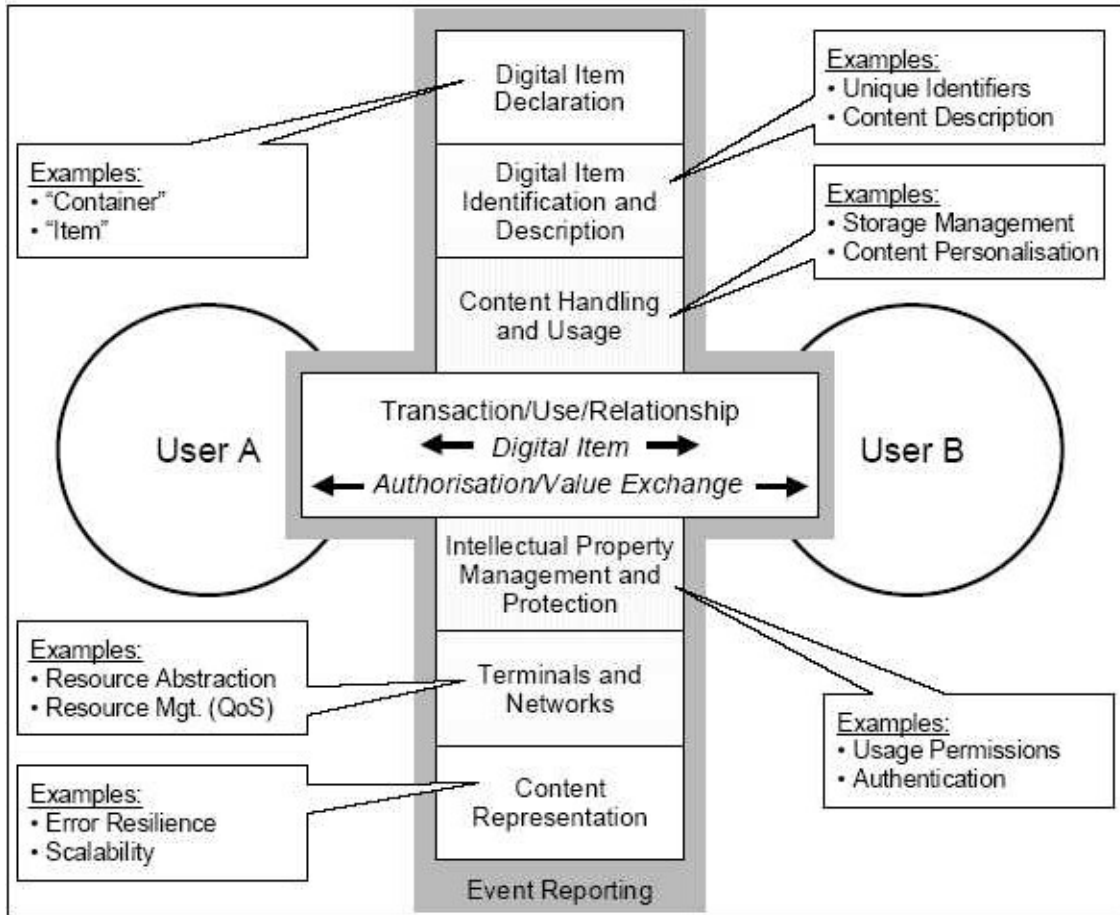 Digital Item
Declaration
Examples:
• Unique Identifiers
• Content Description
Examples:
• “Container”
• “Item”
Digital Item
Identification and
Description
Examples:
• Storage Management
• Content Personalisation
Content Handling
and Usage
User A
Transaction/Use/Relationship
Digital Item
Authorisation/Value Exchange
User B
Intellectual Property
Management and
Protection
Examples:
• Resource Abstraction
• Resource Mgt. (QoS)
Terminals and
Networks
Examples:
• Usage Permissions
• Authentication
Examples:
• Error Resilience
• Scalability
Content
Representation
Event Reporting